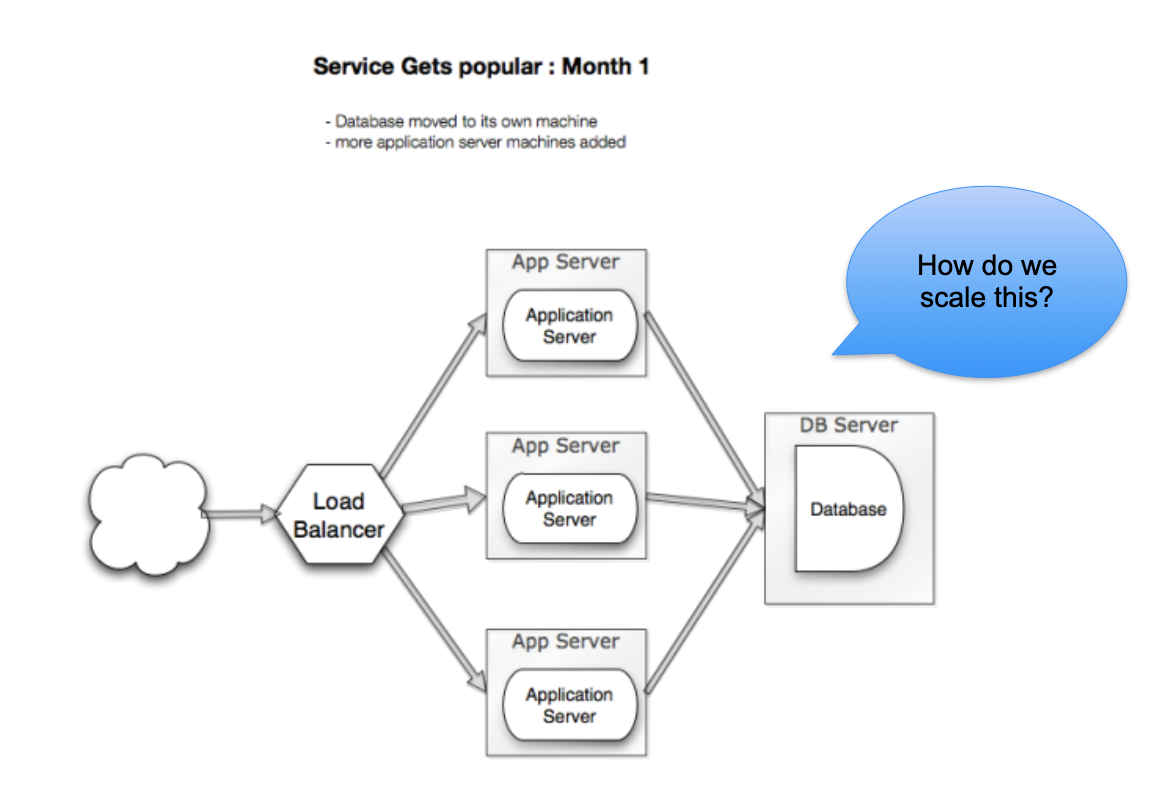 Service Gets popular : Month 1
- Database moved to its own machine
- more application server machines added
How do we
scale this?
App Server
Application
Server
App Server
Application
Server
App Server
Application
Server
Load
Balancer
DB Server
Database